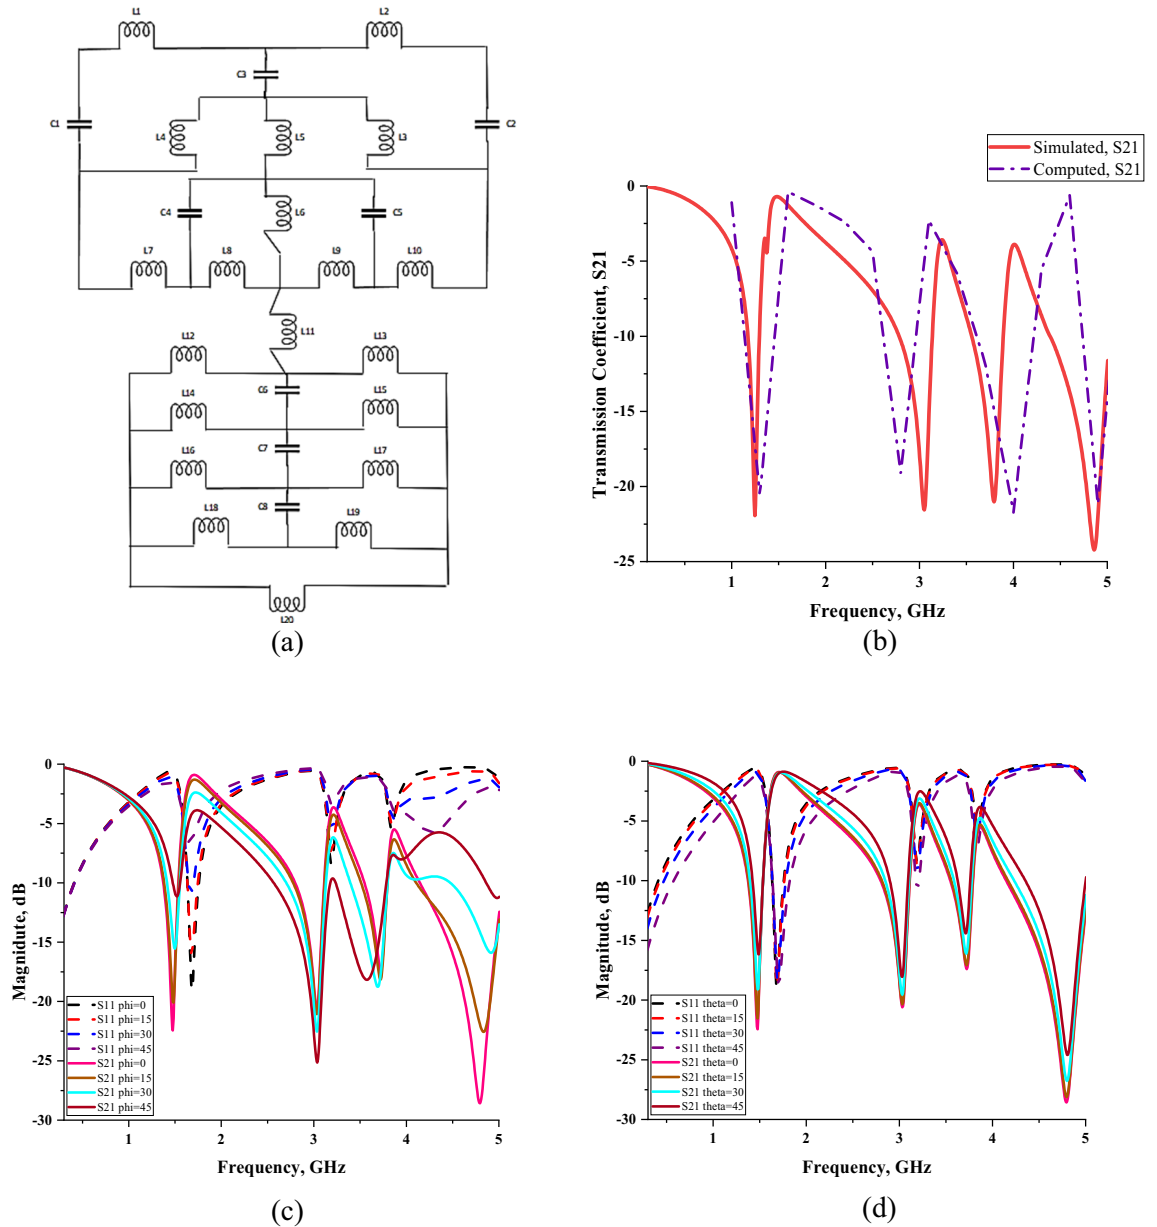 L1 L2
C3
C1 L4 L5 L3 C2
C4 L6 C5
L7 L8 L9 L10
L11
L12 L13
C6
L14 L15
C7
L16 L17
C8
L18 L19
L20
(a)
Simulated, S21
Computed, S21
0
-5
-10
-15
-20
-25
1 2 3 4 5
Transmission Coefficient, S21
Frequency, GHz
(b)
0
-5
-10
-15
-20
-25
-30
1 2 3 4 5
Magnidute, dB
S11 phi=0
S11 phi=15
S11 phi=30
S11 phi=45
S21 phi=0
S21 phi=15
S21 phi=30
S21 phi=45
Frequency, GHz
(c)
0
-5
-10
-15
-20
-25
-30
1 2 3 4 5
Magnitude, dB
S11 theta=0
S11 theta=15
S11 theta=30
S11 theta=45
S21 theta=0
S21 theta=15
S21 theta=30
S21 theta=45
Frequency, GHz
(d)